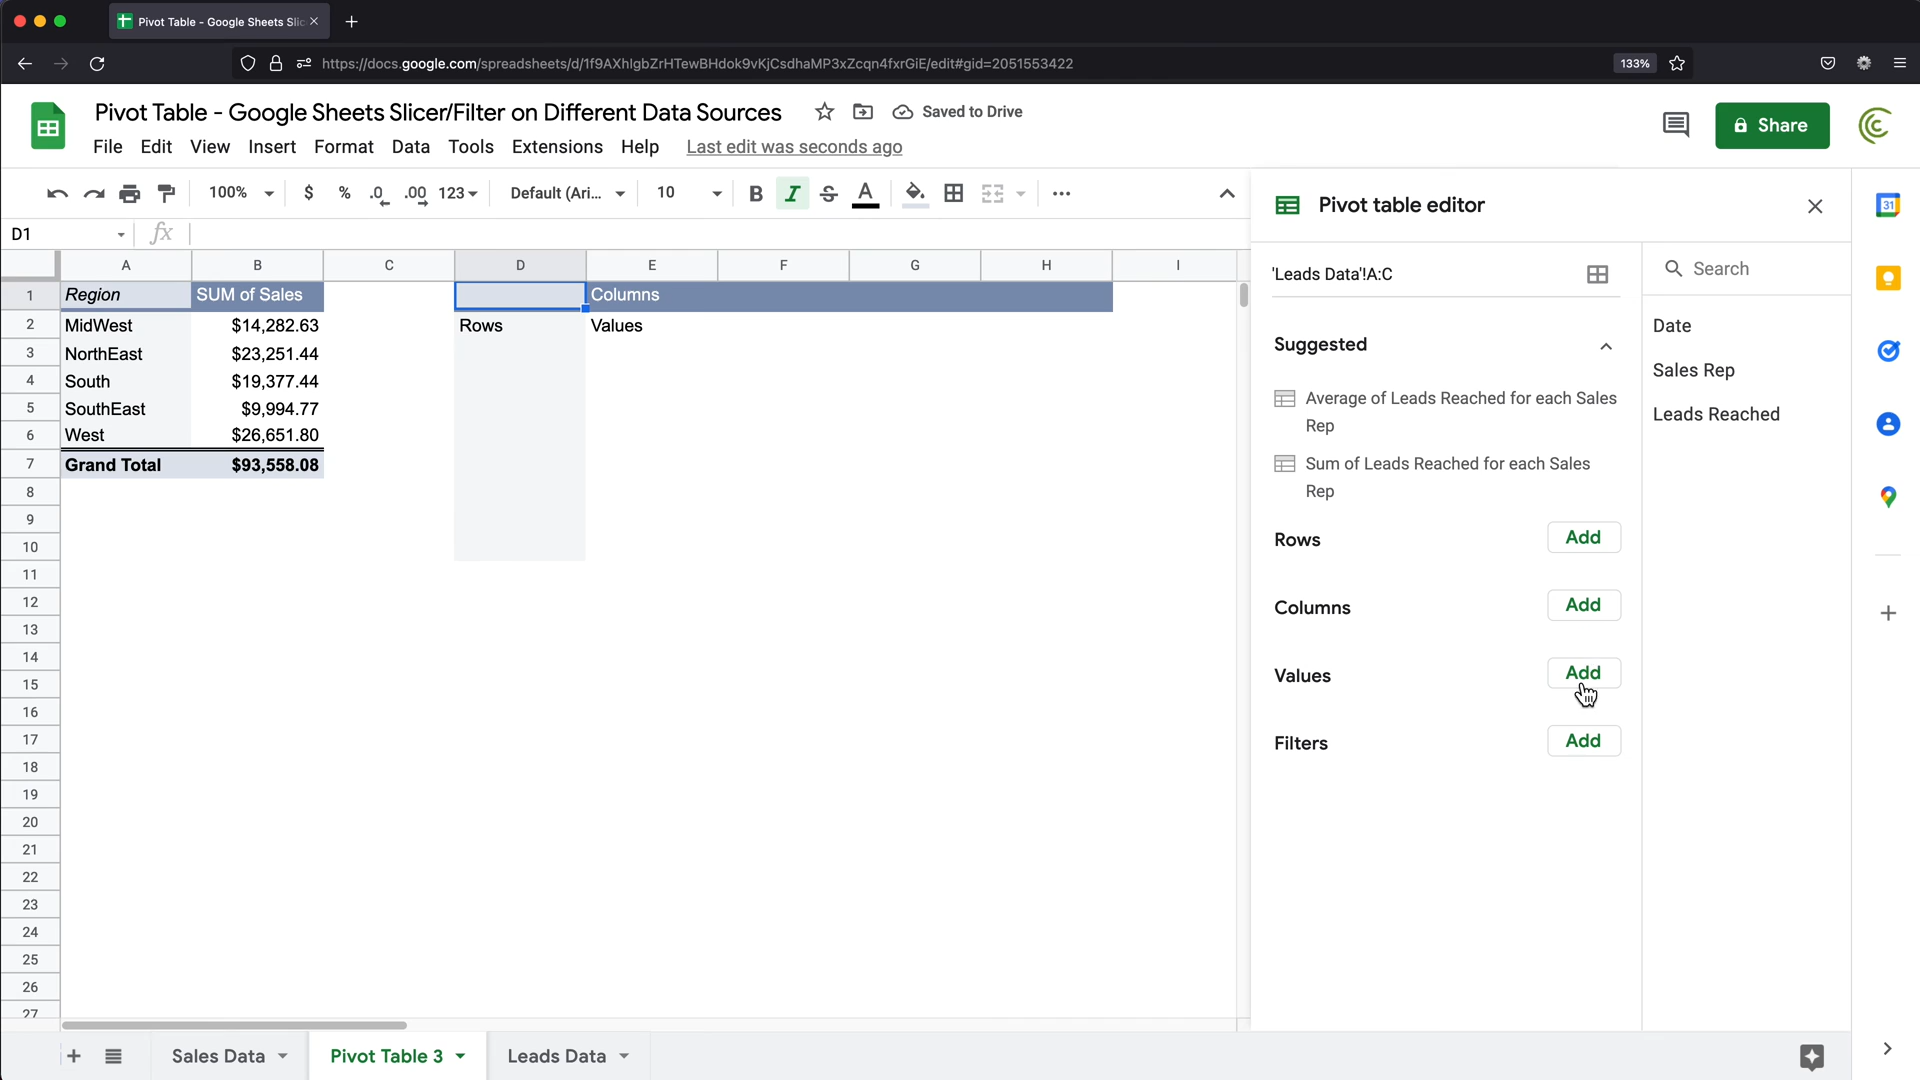 Pivot Table - Google Sheets Slic
https://docs.google.com/spreadsheets/d/1f9AXhIgbZrHTewBHdok9vKjCsdhaMP3xZcqn4fxrGiE/edit#gid=2051553422
133%
Pivot Table - Google Sheets Slicer/Filter on Different Data Sources
Saved to Drive
Share
File Edit View Insert Format Data Tools Extensions Help Last edit was seconds ago
100% $ % .0 .00 123 Default (Ari... 10 B I S A
Pivot table editor
31
D1 fx
A B C D E F G H I
'Leads Data'!A:C
Search
1 Region SUM of Sales Columns
2 MidWest $14,282.63 Rows Values
3 NorthEast $23,251.44
4 South $19,377.44
5 SouthEast $9,994.77
6 West $26,651.80
7 Grand Total $93,558.08
8
9
10
11
12
13
14
15
16
17
18
19
20
21
22
23
24
25
26
27
Suggested
Average of Leads Reached for each Sales
Rep
Sum of Leads Reached for each Sales
Rep
Rows Add
Columns Add
Values Add
Filters Add
Date
Sales Rep
Leads Reached
Sales Data Pivot Table 3 Leads Data